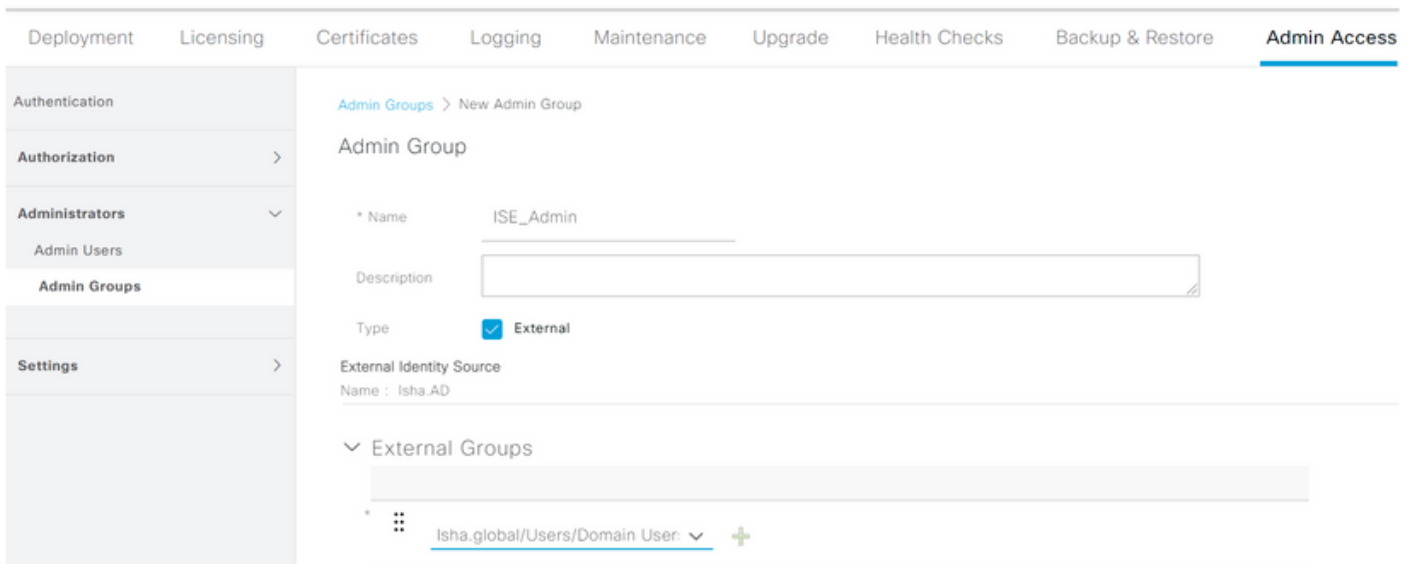 Deployment Licensing Certificates Logging Maintenance Upgrade Health Checks Backup & Restore Admin Access
Authentication
Authorization
Administrators
Admin Users
Admin Groups
Settings
Admin Groups > New Admin Group
Admin Group
* Name ISE_Admin
Description
Type External
External Identity Source
Name : Isha.AD
External Groups
*
Isha.global/Users/Domain User